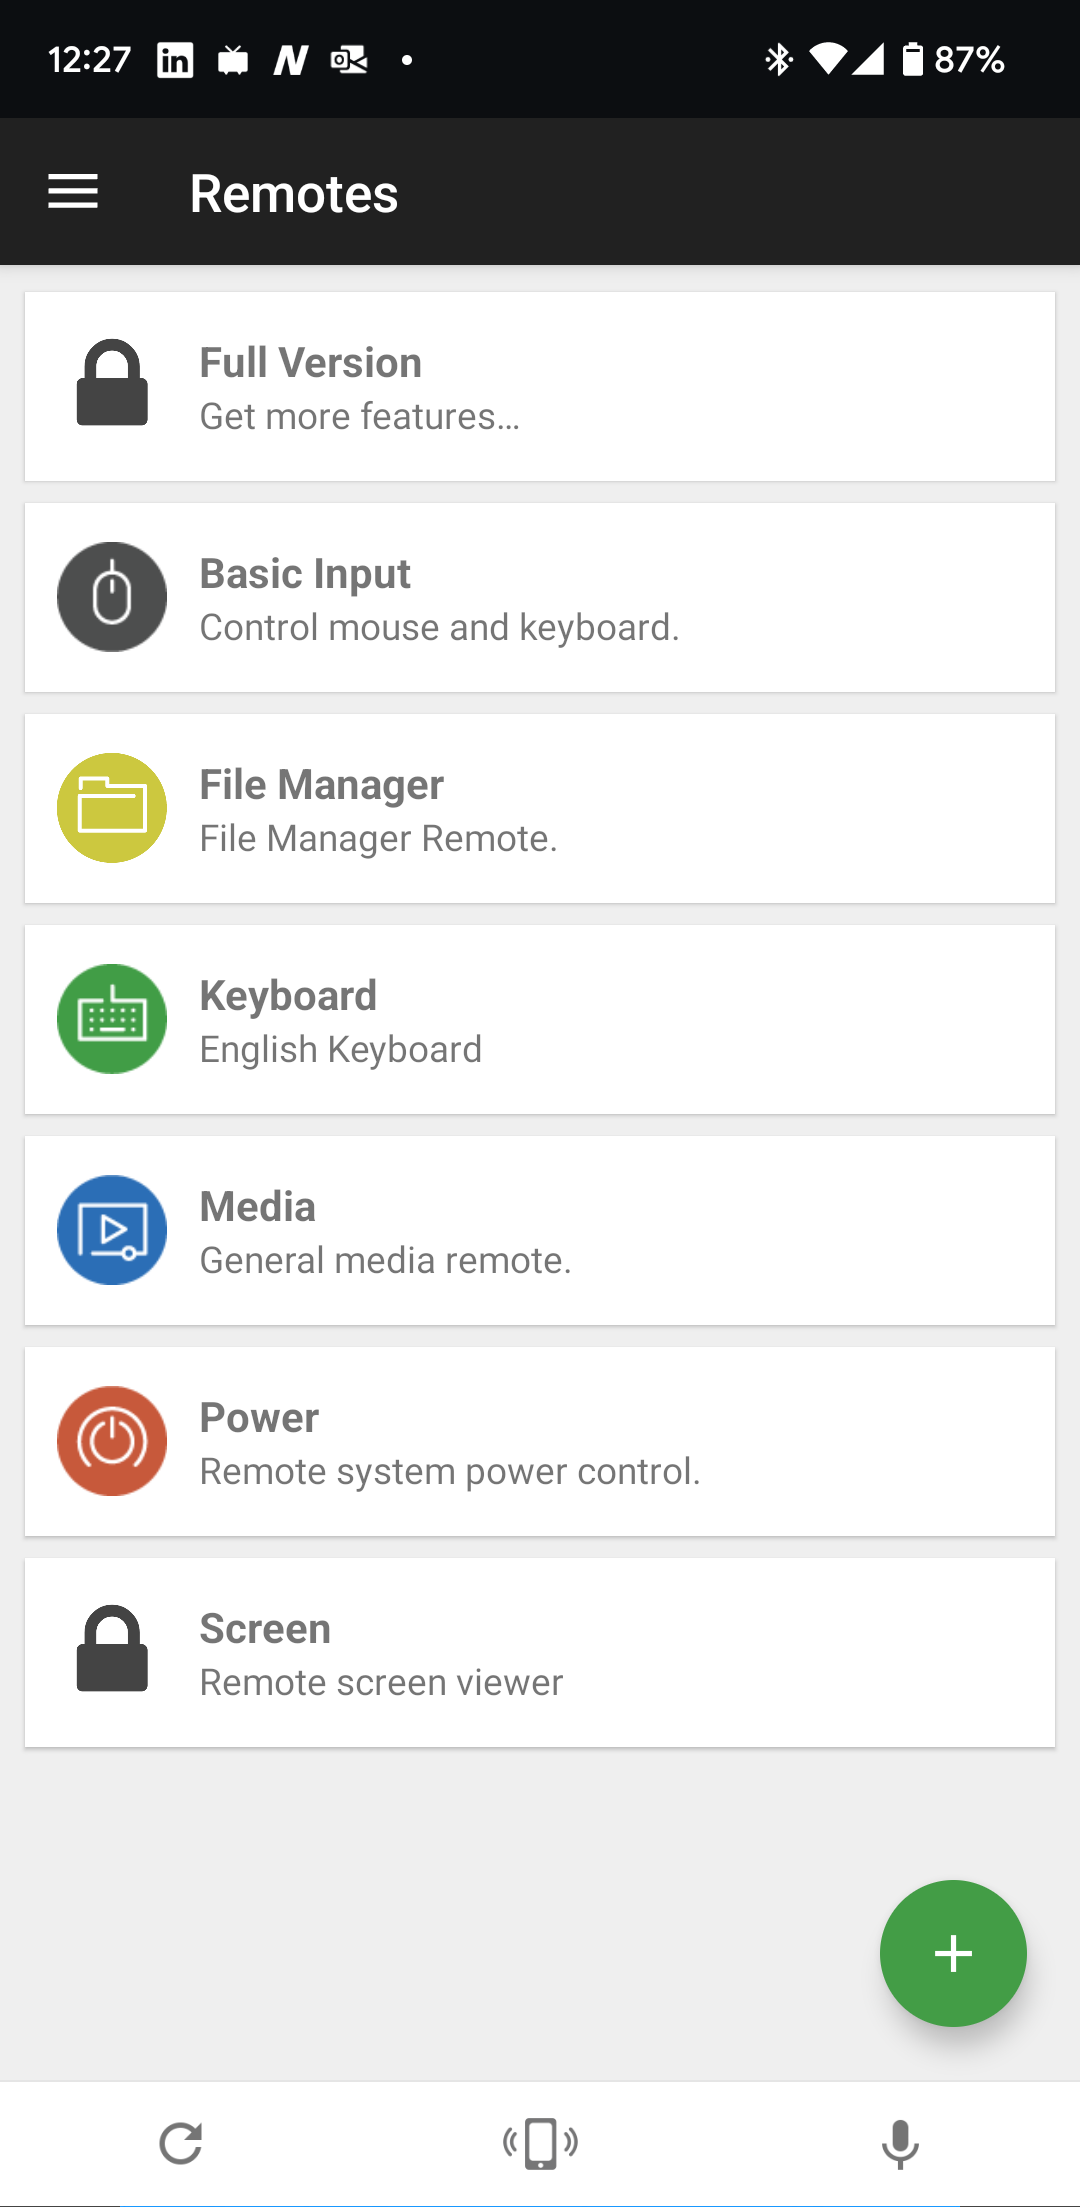 12:27
87%
Remotes
Full Version
Get more features...
Basic Input
Control mouse and keyboard.
File Manager
File Manager Remote.
Keyboard
English Keyboard
Media
General media remote.
Power
Remote system power control.
Screen
Remote screen viewer